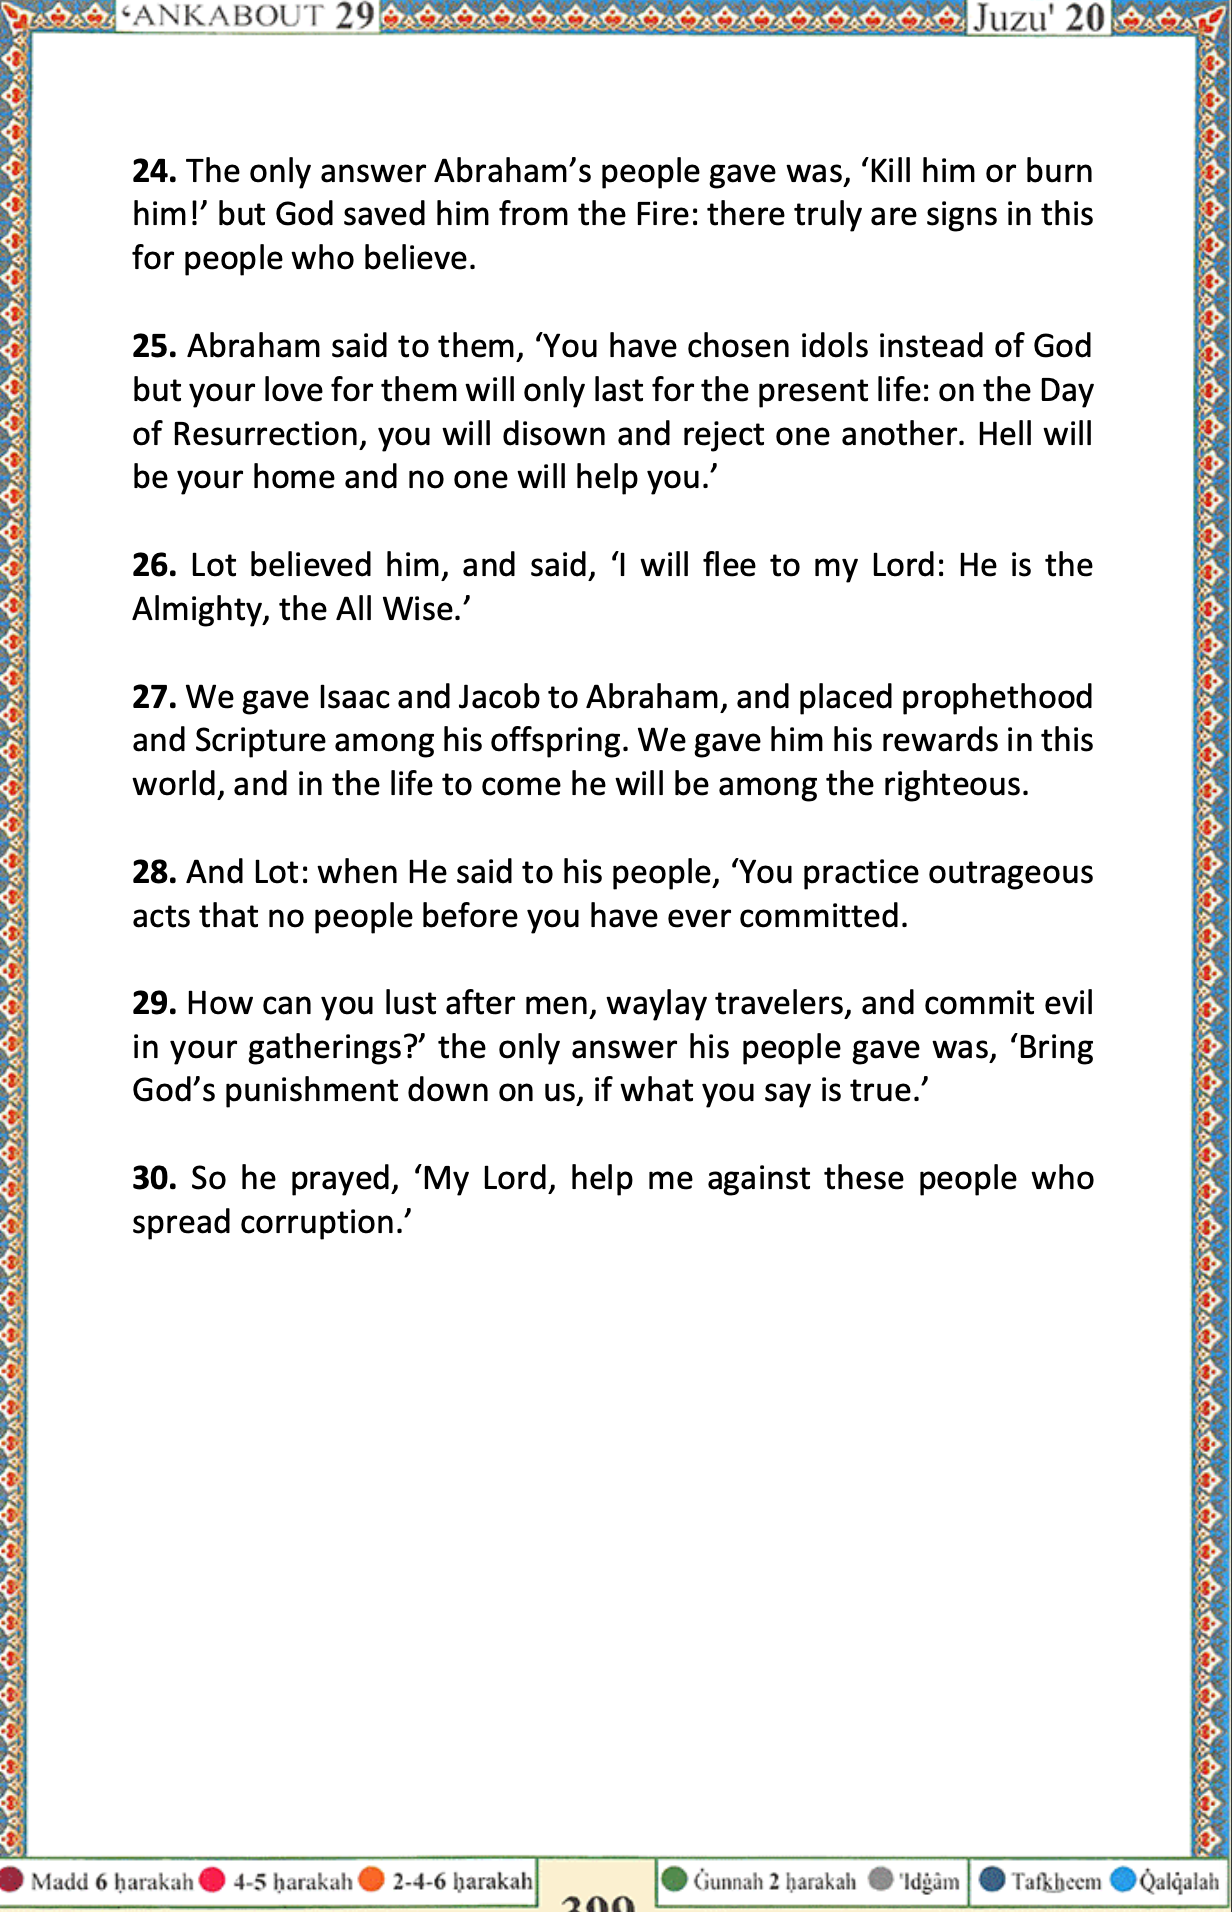 ‘ANKABOUT 29 Juzu' 20
24. The only answer Abraham’s people gave was, ‘Kill him or burn
him!’ but God saved him from the Fire: there truly are signs in this
for people who believe.
25. Abraham said to them, ‘You have chosen idols instead of God
but your love for them will only last for the present life: on the Day
of Resurrection, you will disown and reject one another. Hell will
be your home and no one will help you.’
26. Lot believed him, and said, ‘I will flee to my Lord: He is the
Almighty, the All Wise.’
27. We gave Isaac and Jacob to Abraham, and placed prophethood
and Scripture among his offspring. We gave him his rewards in this
world, and in the life to come he will be among the righteous.
28. And Lot: when He said to his people, ‘You practice outrageous
acts that no people before you have ever committed.
29. How can you lust after men, waylay travelers, and commit evil
in your gatherings?’ the only answer his people gave was, ‘Bring
God’s punishment down on us, if what you say is true.’
30. So he prayed, ‘My Lord, help me against these people who
spread corruption.’
Madd 6 ḥarakah 4-5 ḥarakah 2-4-6 ḥarakah Ġunnah 2 ḥarakah 'Idġâm Tafkheem Q̇alq̇alah